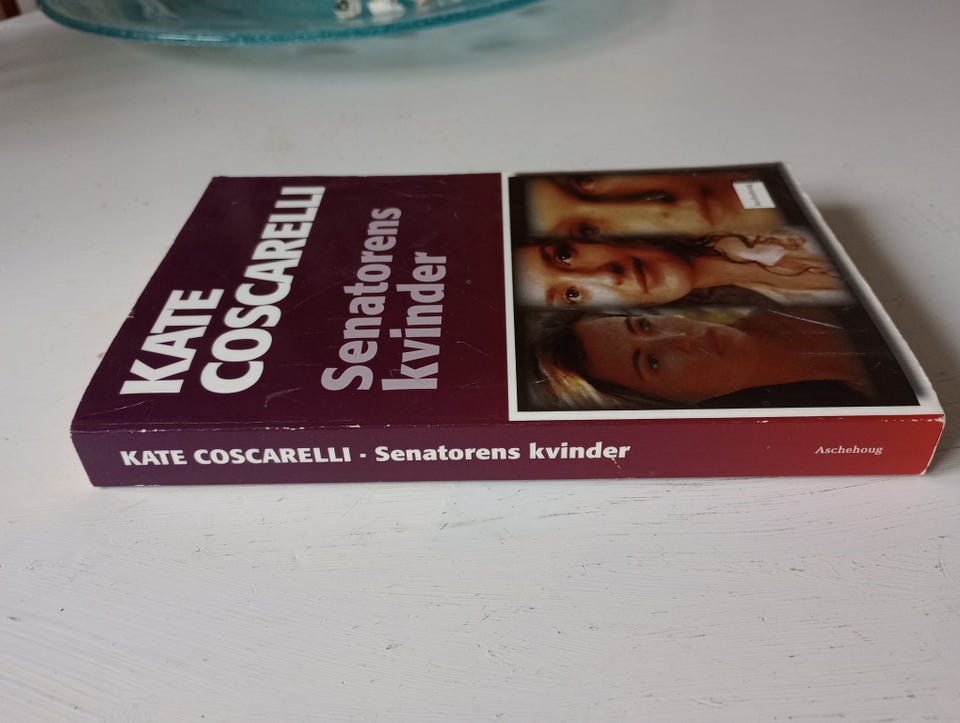 KATE
COSCARELLI
Senatorens
kvinder
KATE COSCARELLI · Senatorens kvinder
Aschehoug